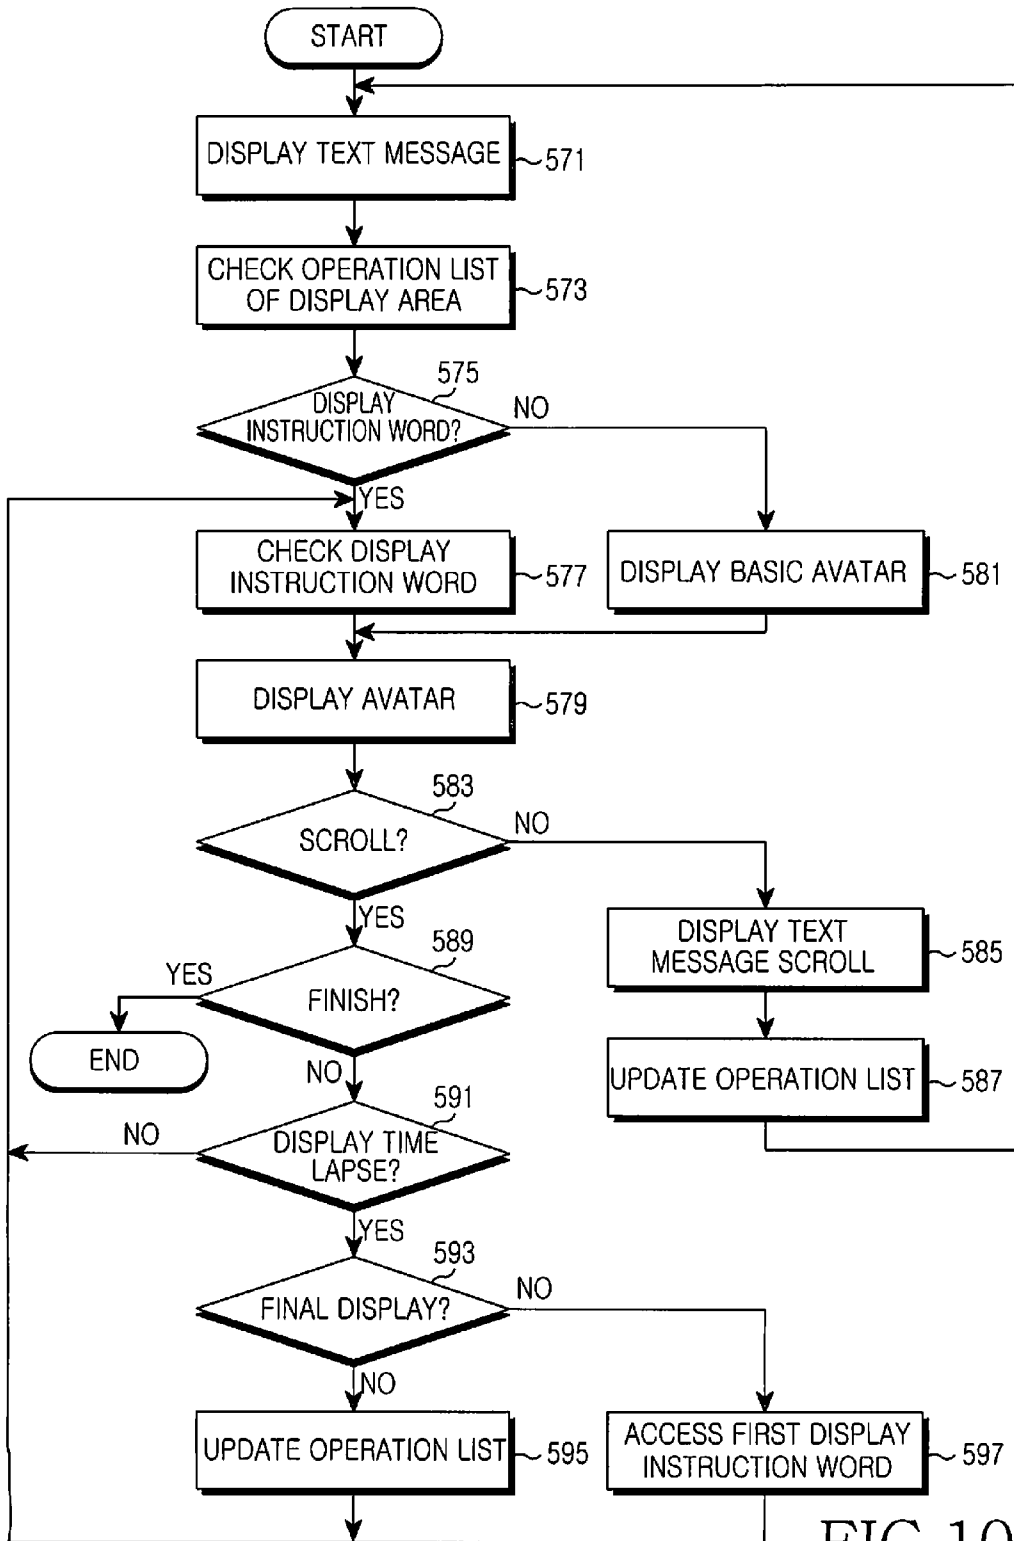 START
DISPLAY TEXT MESSAGE
571
CHECK OPERATION LIST
OF DISPLAY AREA
573
575
DISPLAY
INSTRUCTION WORD?
NO
YES
CHECK DISPLAY
INSTRUCTION WORD
577
DISPLAY BASIC AVATAR
581
DISPLAY AVATAR
579
583
SCROLL?
NO
YES
DISPLAY TEXT
MESSAGE SCROLL
585
589
FINISH?
YES
END
NO
UPDATE OPERATION LIST
587
591
DISPLAY TIME
LAPSE?
NO
YES
593
FINAL DISPLAY?
NO
NO
UPDATE OPERATION LIST
595
ACCESS FIRST DISPLAY
INSTRUCTION WORD
597
FIG.10